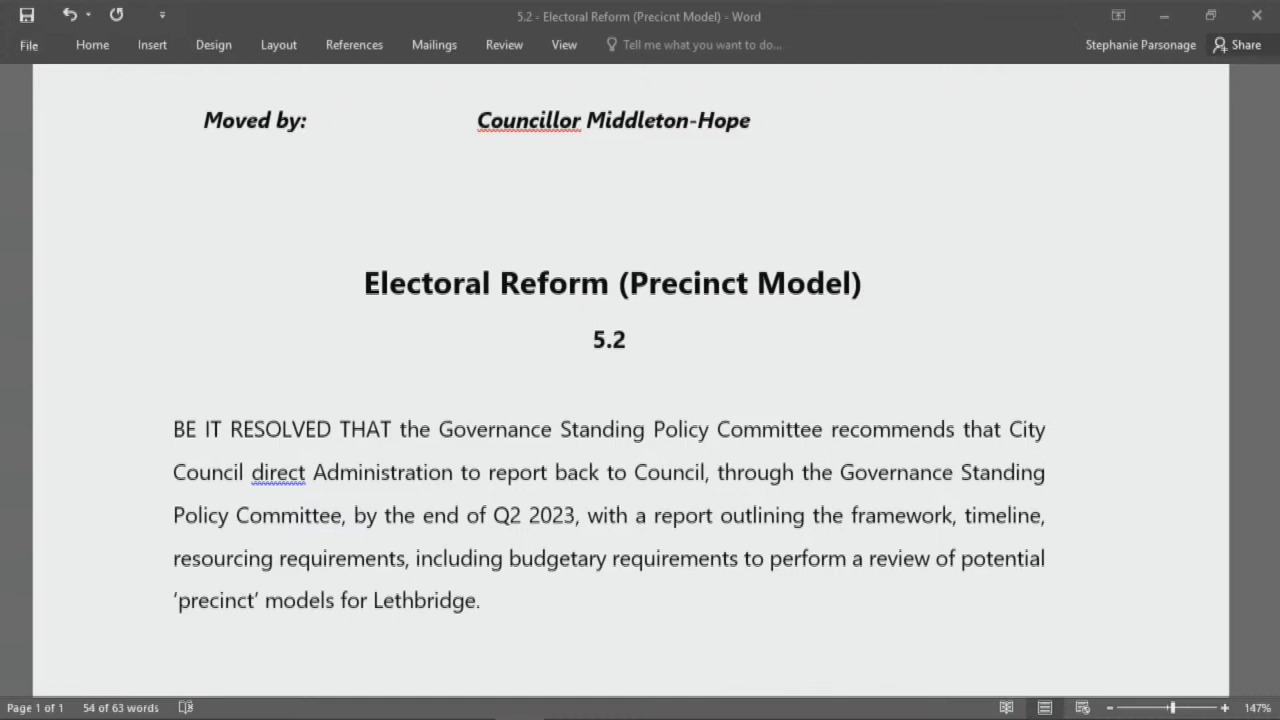 5.2 - Electoral Reform (Precicnt Model) - Word
File Home Insert Design Layout References Mailings Review View Tell me what you want to do... Stephanie Parsonage Share
Moved by: Councillor Middleton-Hope
Electoral Reform (Precinct Model)
5.2
BE IT RESOLVED THAT the Governance Standing Policy Committee recommends that City
Council direct Administration to report back to Council, through the Governance Standing
Policy Committee, by the end of Q2 2023, with a report outlining the framework, timeline,
resourcing requirements, including budgetary requirements to perform a review of potential
‘precinct’ models for Lethbridge.
Page 1 of 1 54 of 63 words 147%